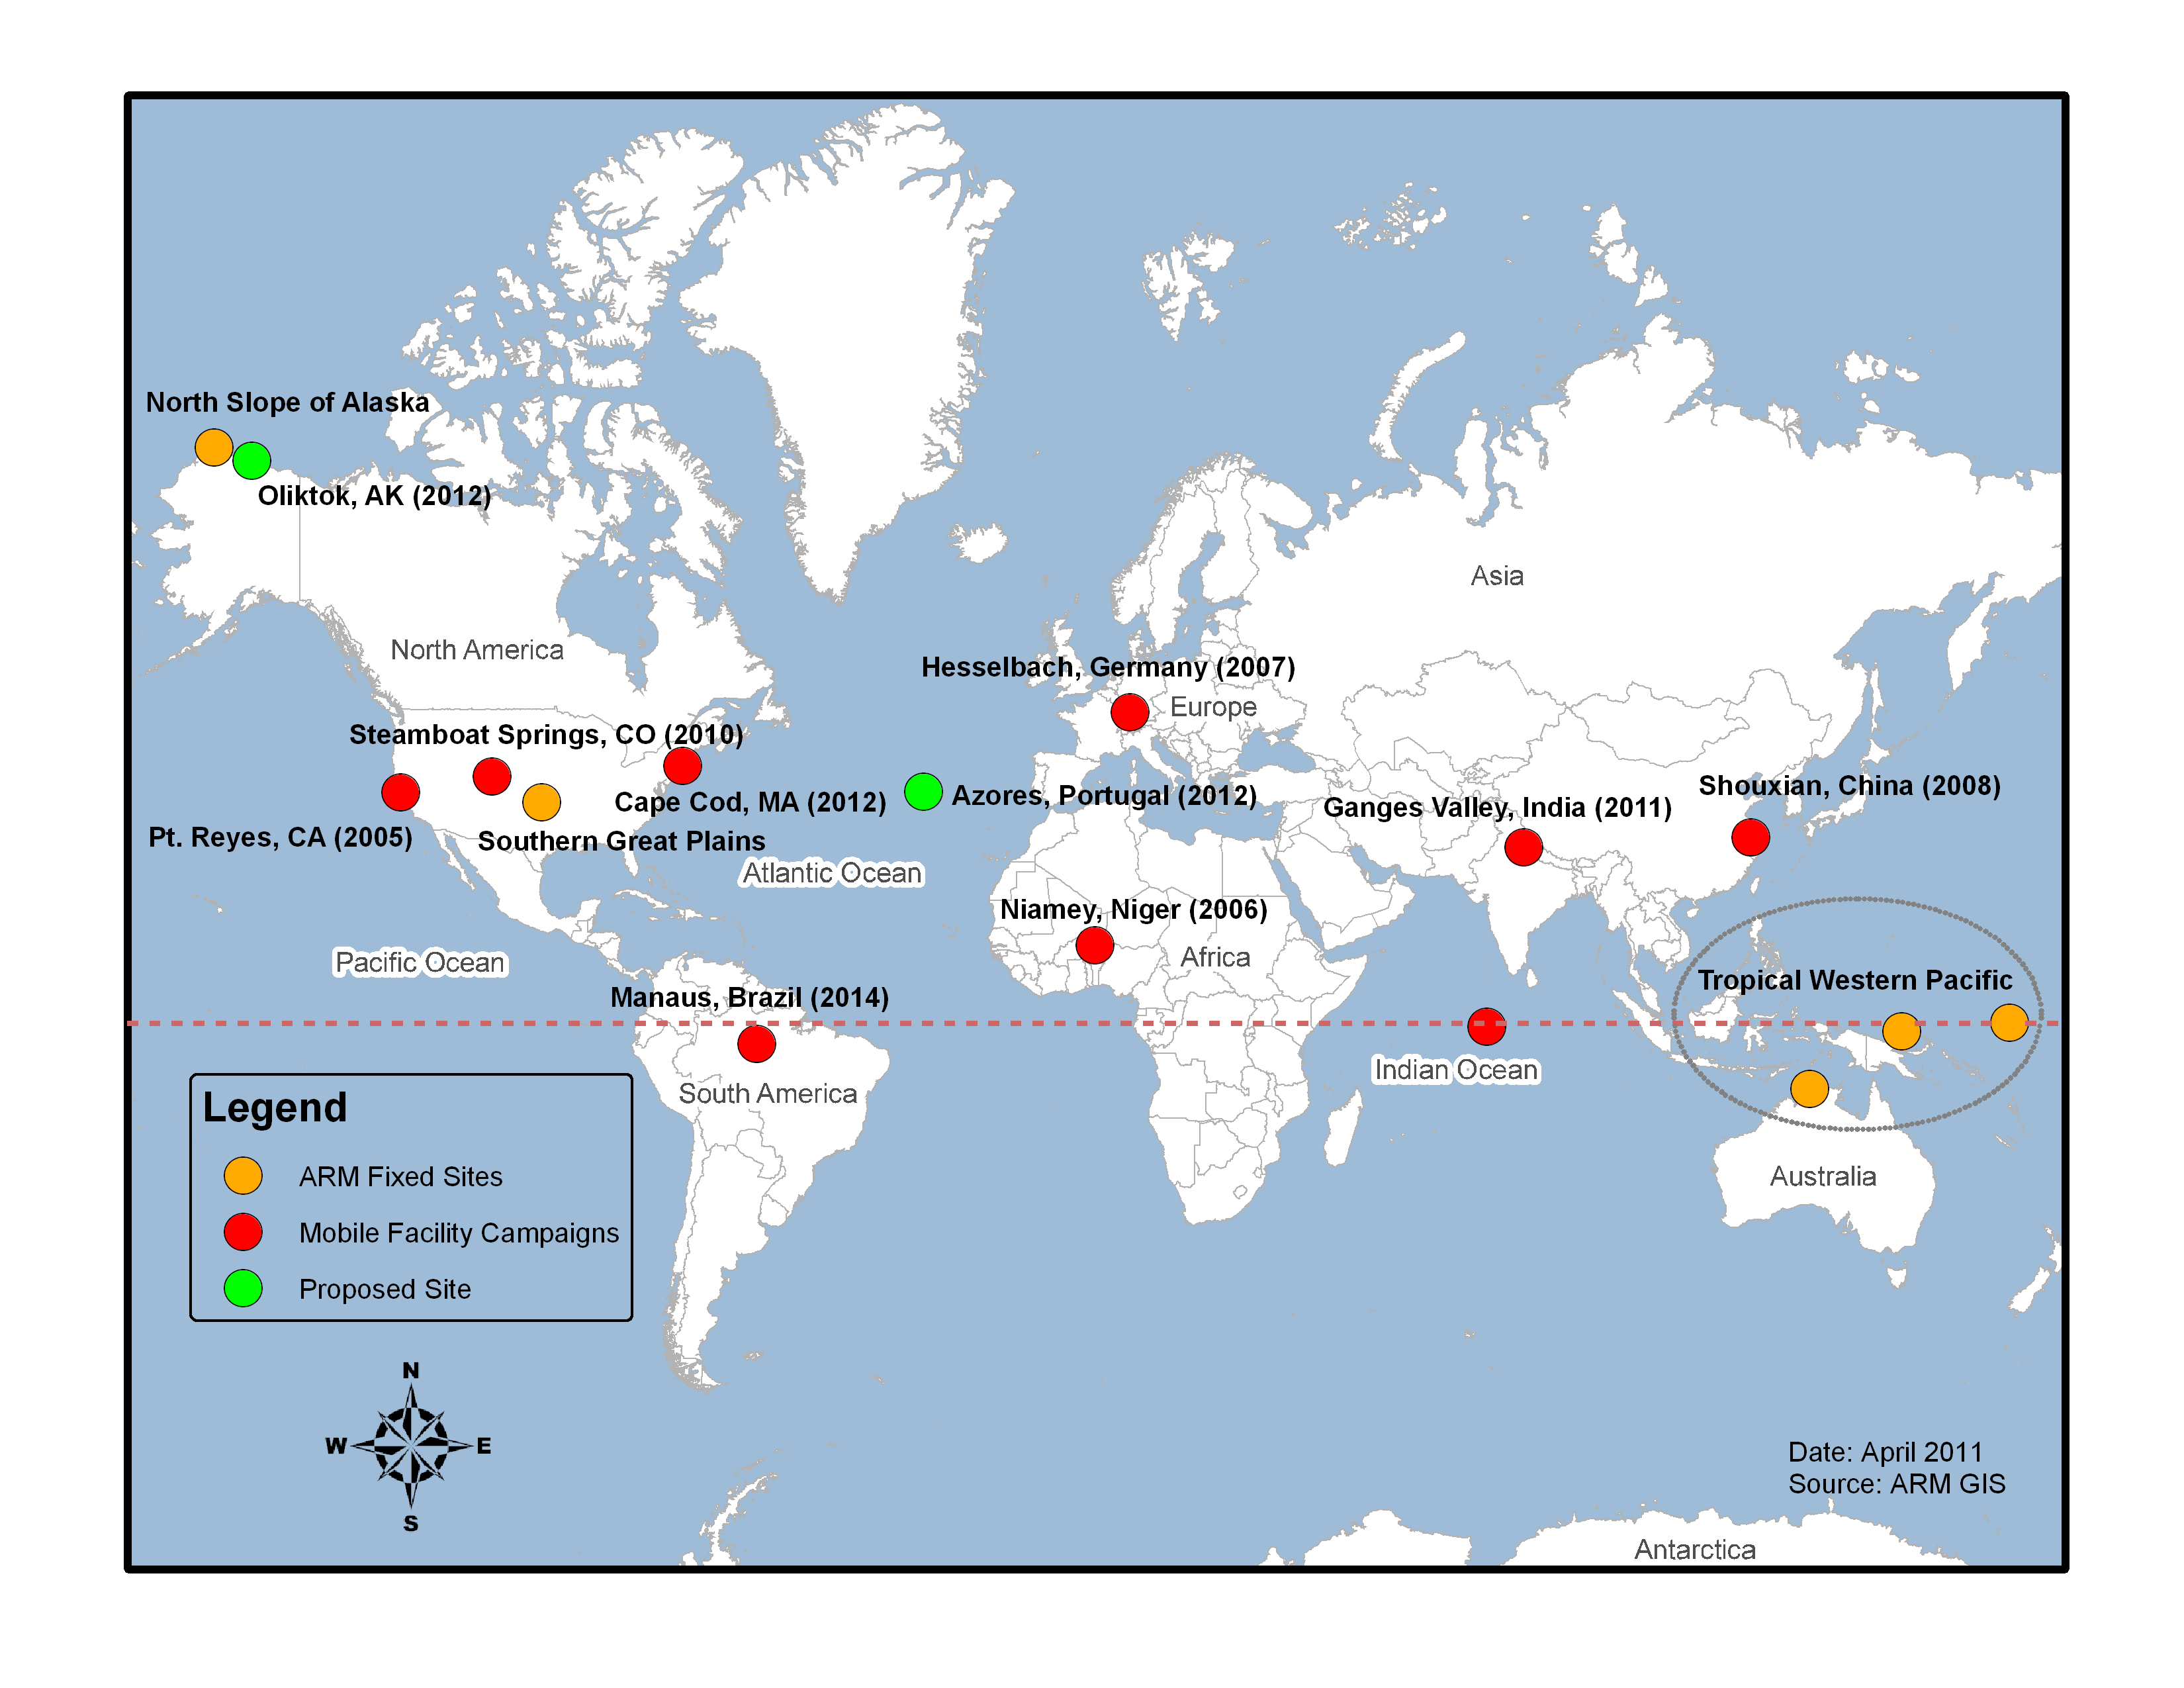 North Slope of Alaska
Oliktok, AK (2012)
Asia
North America
Hesselbach, Germany (2007)
Europe
Steamboat Springs, CO (2010)
Shouxian, China (2008)
Azores, Portugal (2012)
Cape Cod, MA (2012)
Ganges Valley, India (2011)
Pt. Reyes, CA (2005)
Southern Great Plains
Atlantic Ocean
Niamey, Niger (2006)
Africa
Pacific Ocean
Tropical Western Pacific
Manaus, Brazil (2014)
Indian Ocean
South America
Legend
ARM Fixed Sites
Mobile Facility Campaigns
Proposed Site
Australia
N
W
E
S
Date: April 2011
Source: ARM GIS
Antarctica